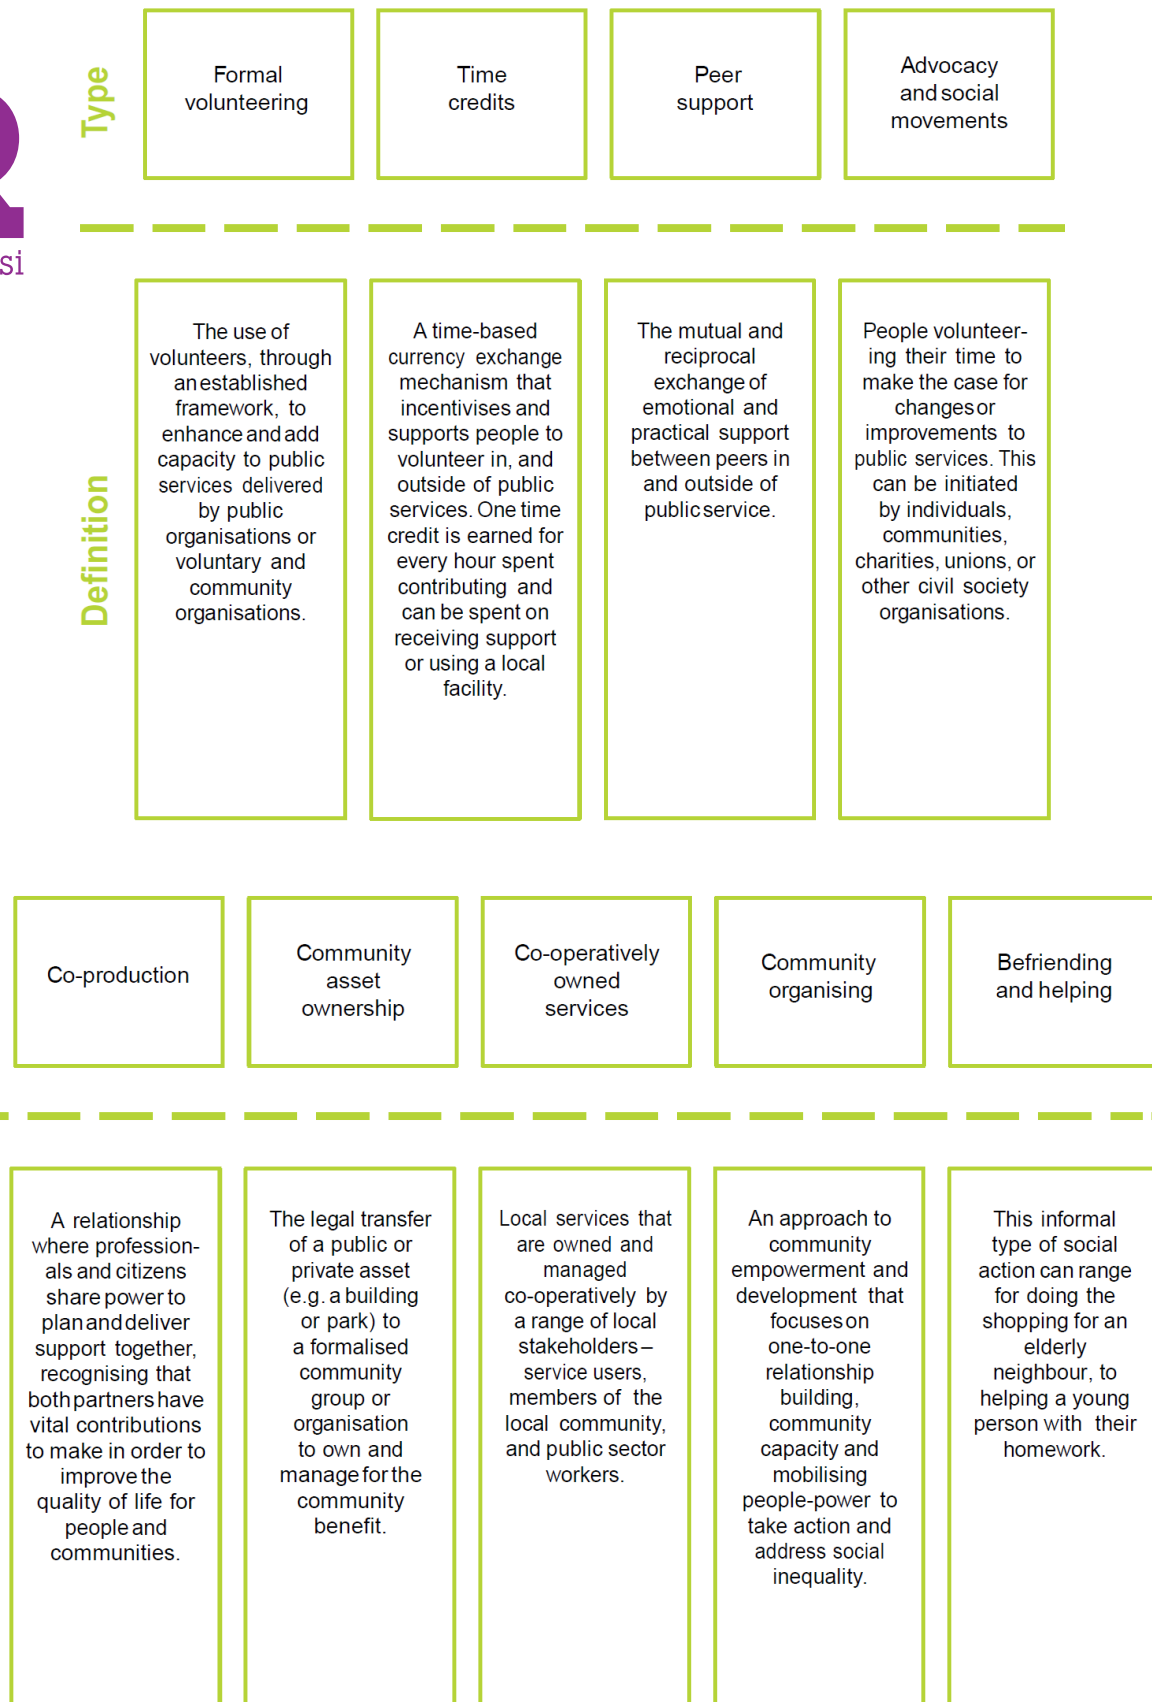 Type
Formal
volunteering
Time
credits
Peer
support
Advocacy
and social
movements
si
Definition
The use of
volunteers, through
an established
framework, to
enhance and add
capacity to public
services delivered
by public
organisations or
voluntary and
community
organisations.
A time-based
currency exchange
mechanism that
incentivises and
supports people to
volunteer in, and
outside of public
services. One time
credit is earned for
every hour spent
contributing and
can be spent on
receiving support
or using a local
facility.
The mutual and
reciprocal
exchange of
emotional and
practical support
between peers in
and outside of
public service.
People volunteer-
ing their time to
make the case for
changes or
improvements to
public services. This
can be initiated
by individuals,
communities,
charities, unions, or
other civil society
organisations.
Co-production
Community
asset
ownership
Co-operatively
owned
services
Community
organising
Befriending
and helping
A relationship
where profession-
als and citizens
share power to
plan and deliver
support together,
recognising that
both partners have
vital contributions
to make in order to
improve the
quality of life for
people and
communities.
The legal transfer
of a public or
private asset
(e.g. a building
or park) to
a formalised
community
group or
organisation
to own and
manage for the
community
benefit.
Local services that
are owned and
managed
co-operatively by
a range of local
stakeholders –
service users,
members of the
local community,
and public sector
workers.
An approach to
community
empowerment and
development that
focuses on
one-to-one
relationship
building,
community
capacity and
mobilising
people-power to
take action and
address social
inequality.
This informal
type of social
action can range
for doing the
shopping for an
elderly
neighbour, to
helping a young
person with their
homework.